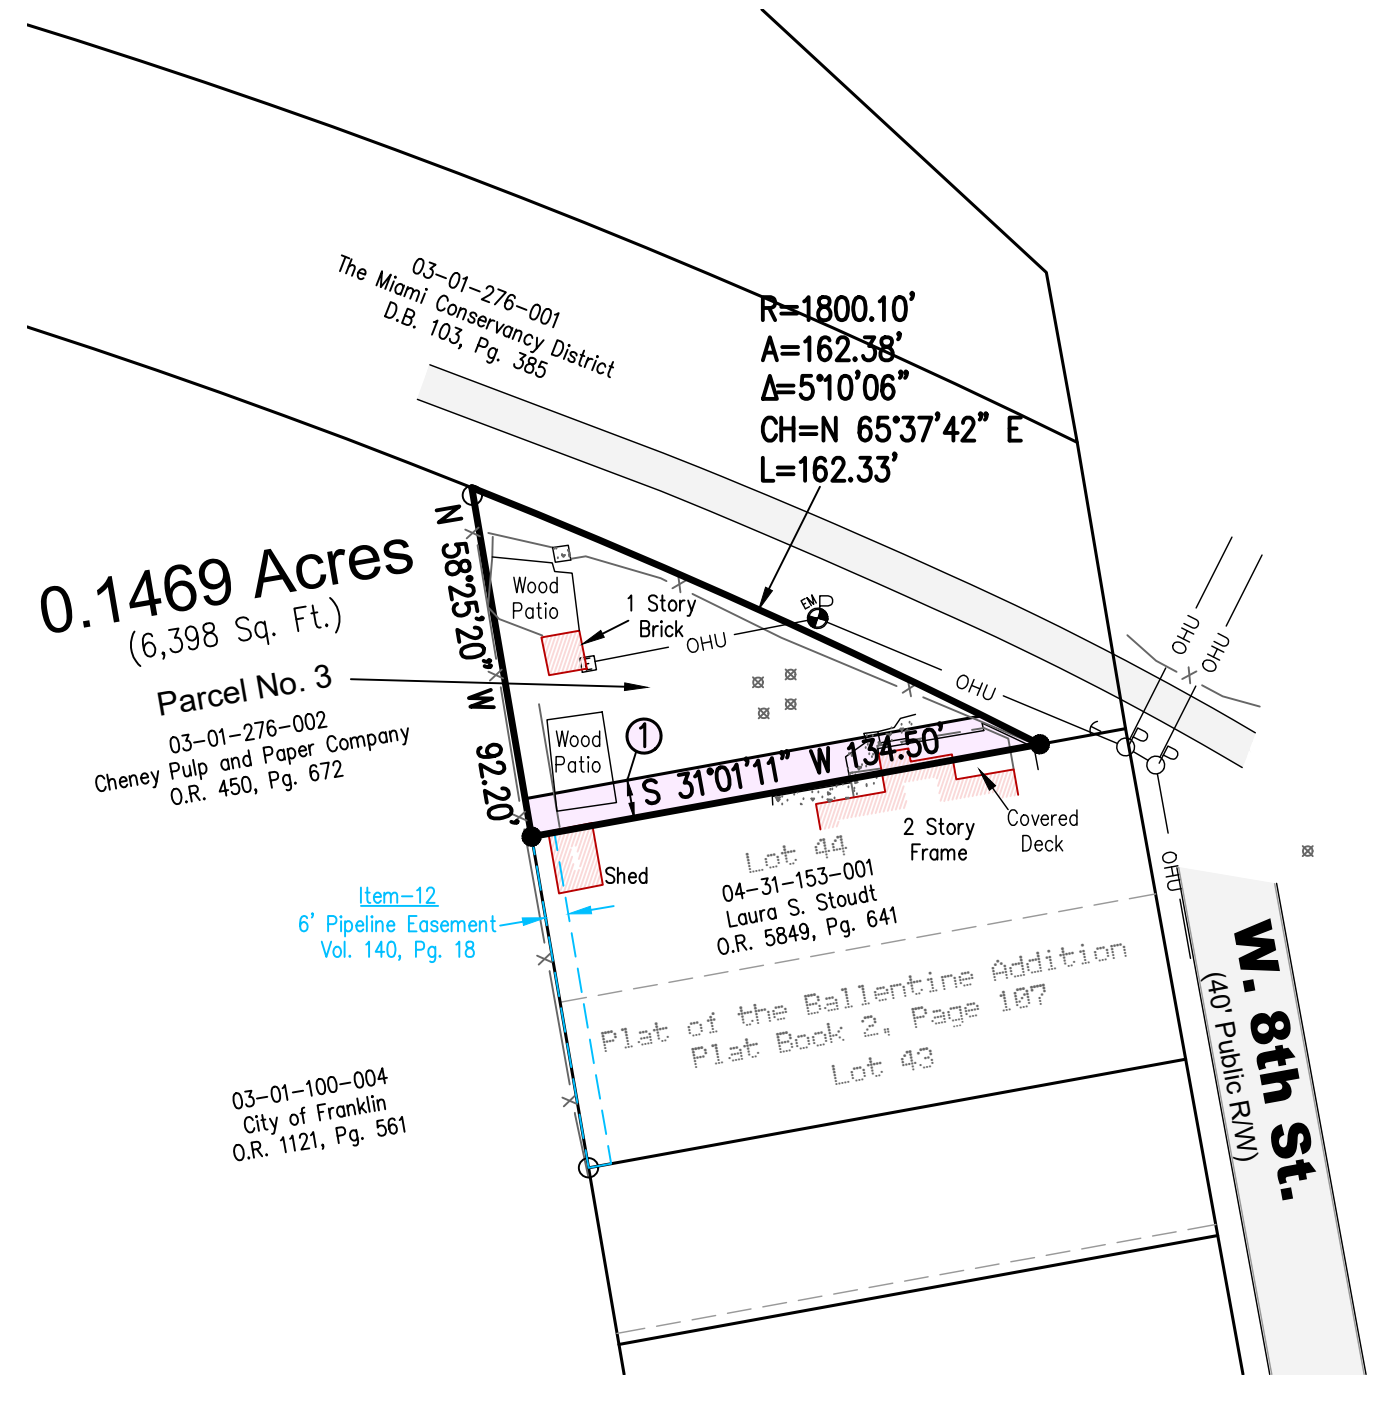 03-01-276-001
The Miami Conservancy District
D.B. 103, Pg. 385
R=1800.10'
A=162.38'
Δ=5°10'06"
CH=N 65°37'42" E
L=162.33'
0.1469 Acres
(6,398 Sq. Ft.)
Parcel No. 3
03-01-276-002
Cheney Pulp and Paper Company
O.R. 450, Pg. 672
N 58°25'20" W 92.20'
Wood
Patio
1 Story
Brick
E
OHU
EM
P
OHU
OHU
OHU
P
P
OHU
1
Wood
Patio
S 31°01'11" W 134.50'
2 Story
Frame
Covered
Deck
Shed
Lot 44
04-31-153-001
Laura S. Stoudt
O.R. 5849, Pg. 641
Item-12
6' Pipeline Easement
Vol. 140, Pg. 18
Plat of the Ballentine Addition
Plat Book 2, Page 107
Lot 43
03-01-100-004
City of Franklin
O.R. 1121, Pg. 561
W. 8th St.
(40' Public R/W)